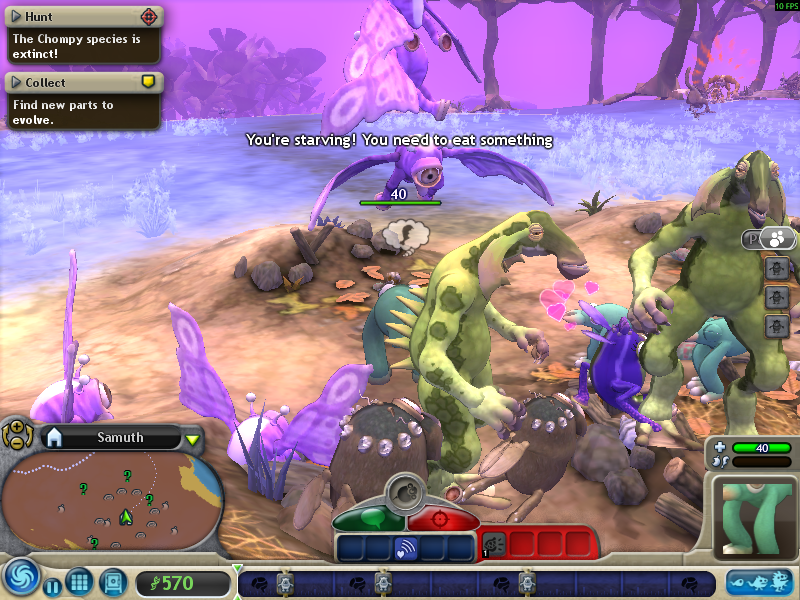 10 FPS
Hunt
The Chompy species is
extinct!
Collect
Find new parts to
evolve.
You're starving! You need to eat something
40
P
Samuth
?
?
?
?
?
40
1
570